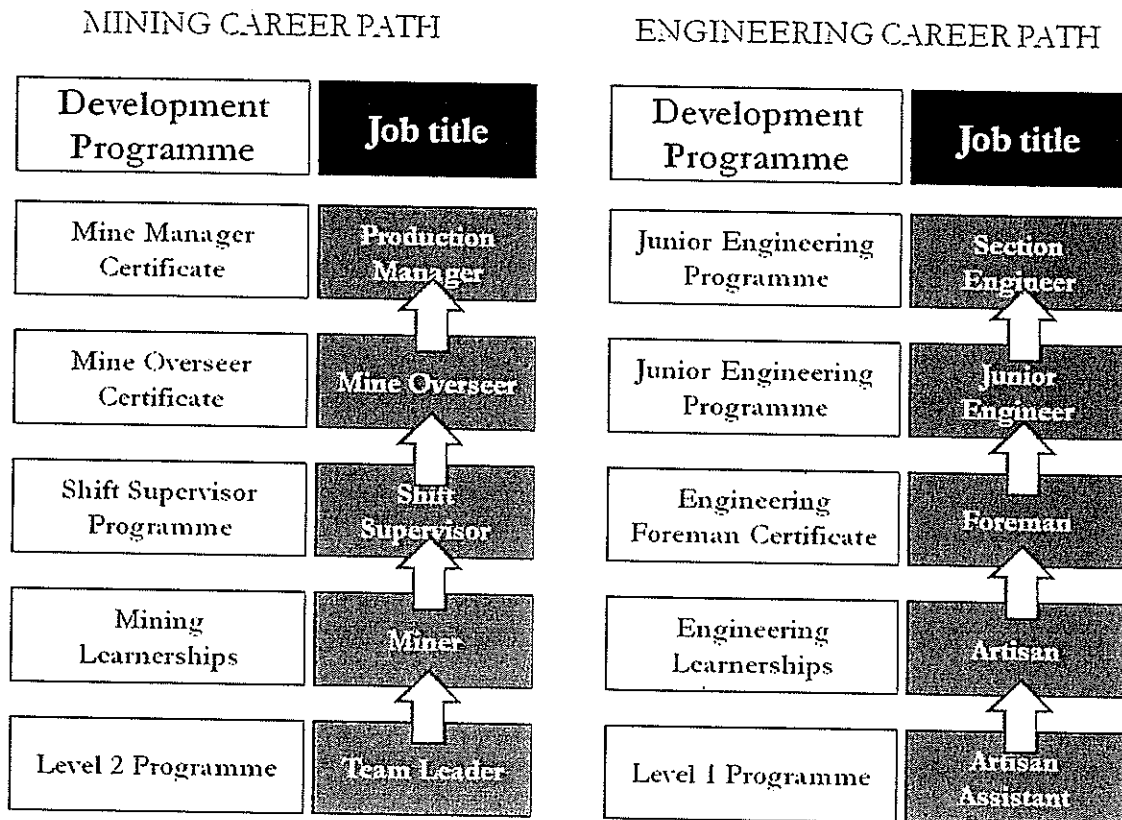 MINING CAREER PATH
Development
Programme
Job title
Mine Manager
Certificate
Production
Manager
Mine Overseer
Certificate
Mine Overseer
Shift Supervisor
Programme
Shift
Supervisor
Mining
Learnerships
Miner
Level 2 Programme
Team Leader
ENGINEERING CAREER PATH
Development
Programme
Job title
Junior Engineering
Programme
Section
Engineer
Junior Engineering
Programme
Junior
Engineer
Engineering
Foreman Certificate
Foreman
Engineering
Learnerships
Artisan
Level 1 Programme
Artisan
Assistant